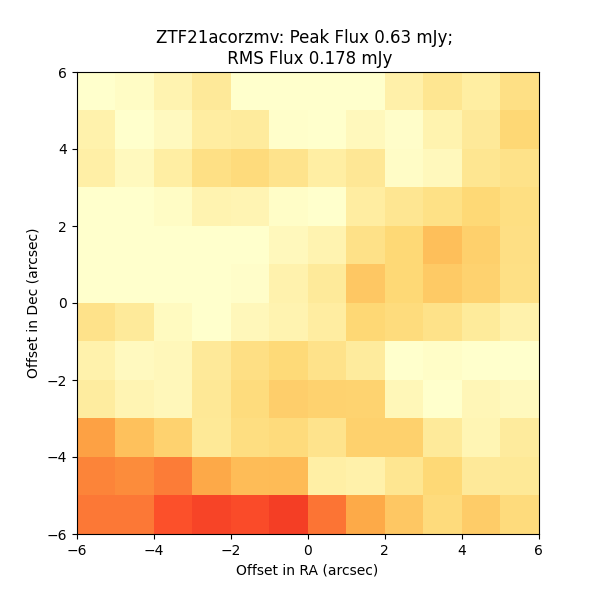 ZTF21acorzmv: Peak Flux 0.63 mJy;
RMS Flux 0.178 mJy
6
4
2
0
−2
−4
−6
Offset in Dec (arcsec)
−6 −4 −2 0 2 4 6
Offset in RA (arcsec)